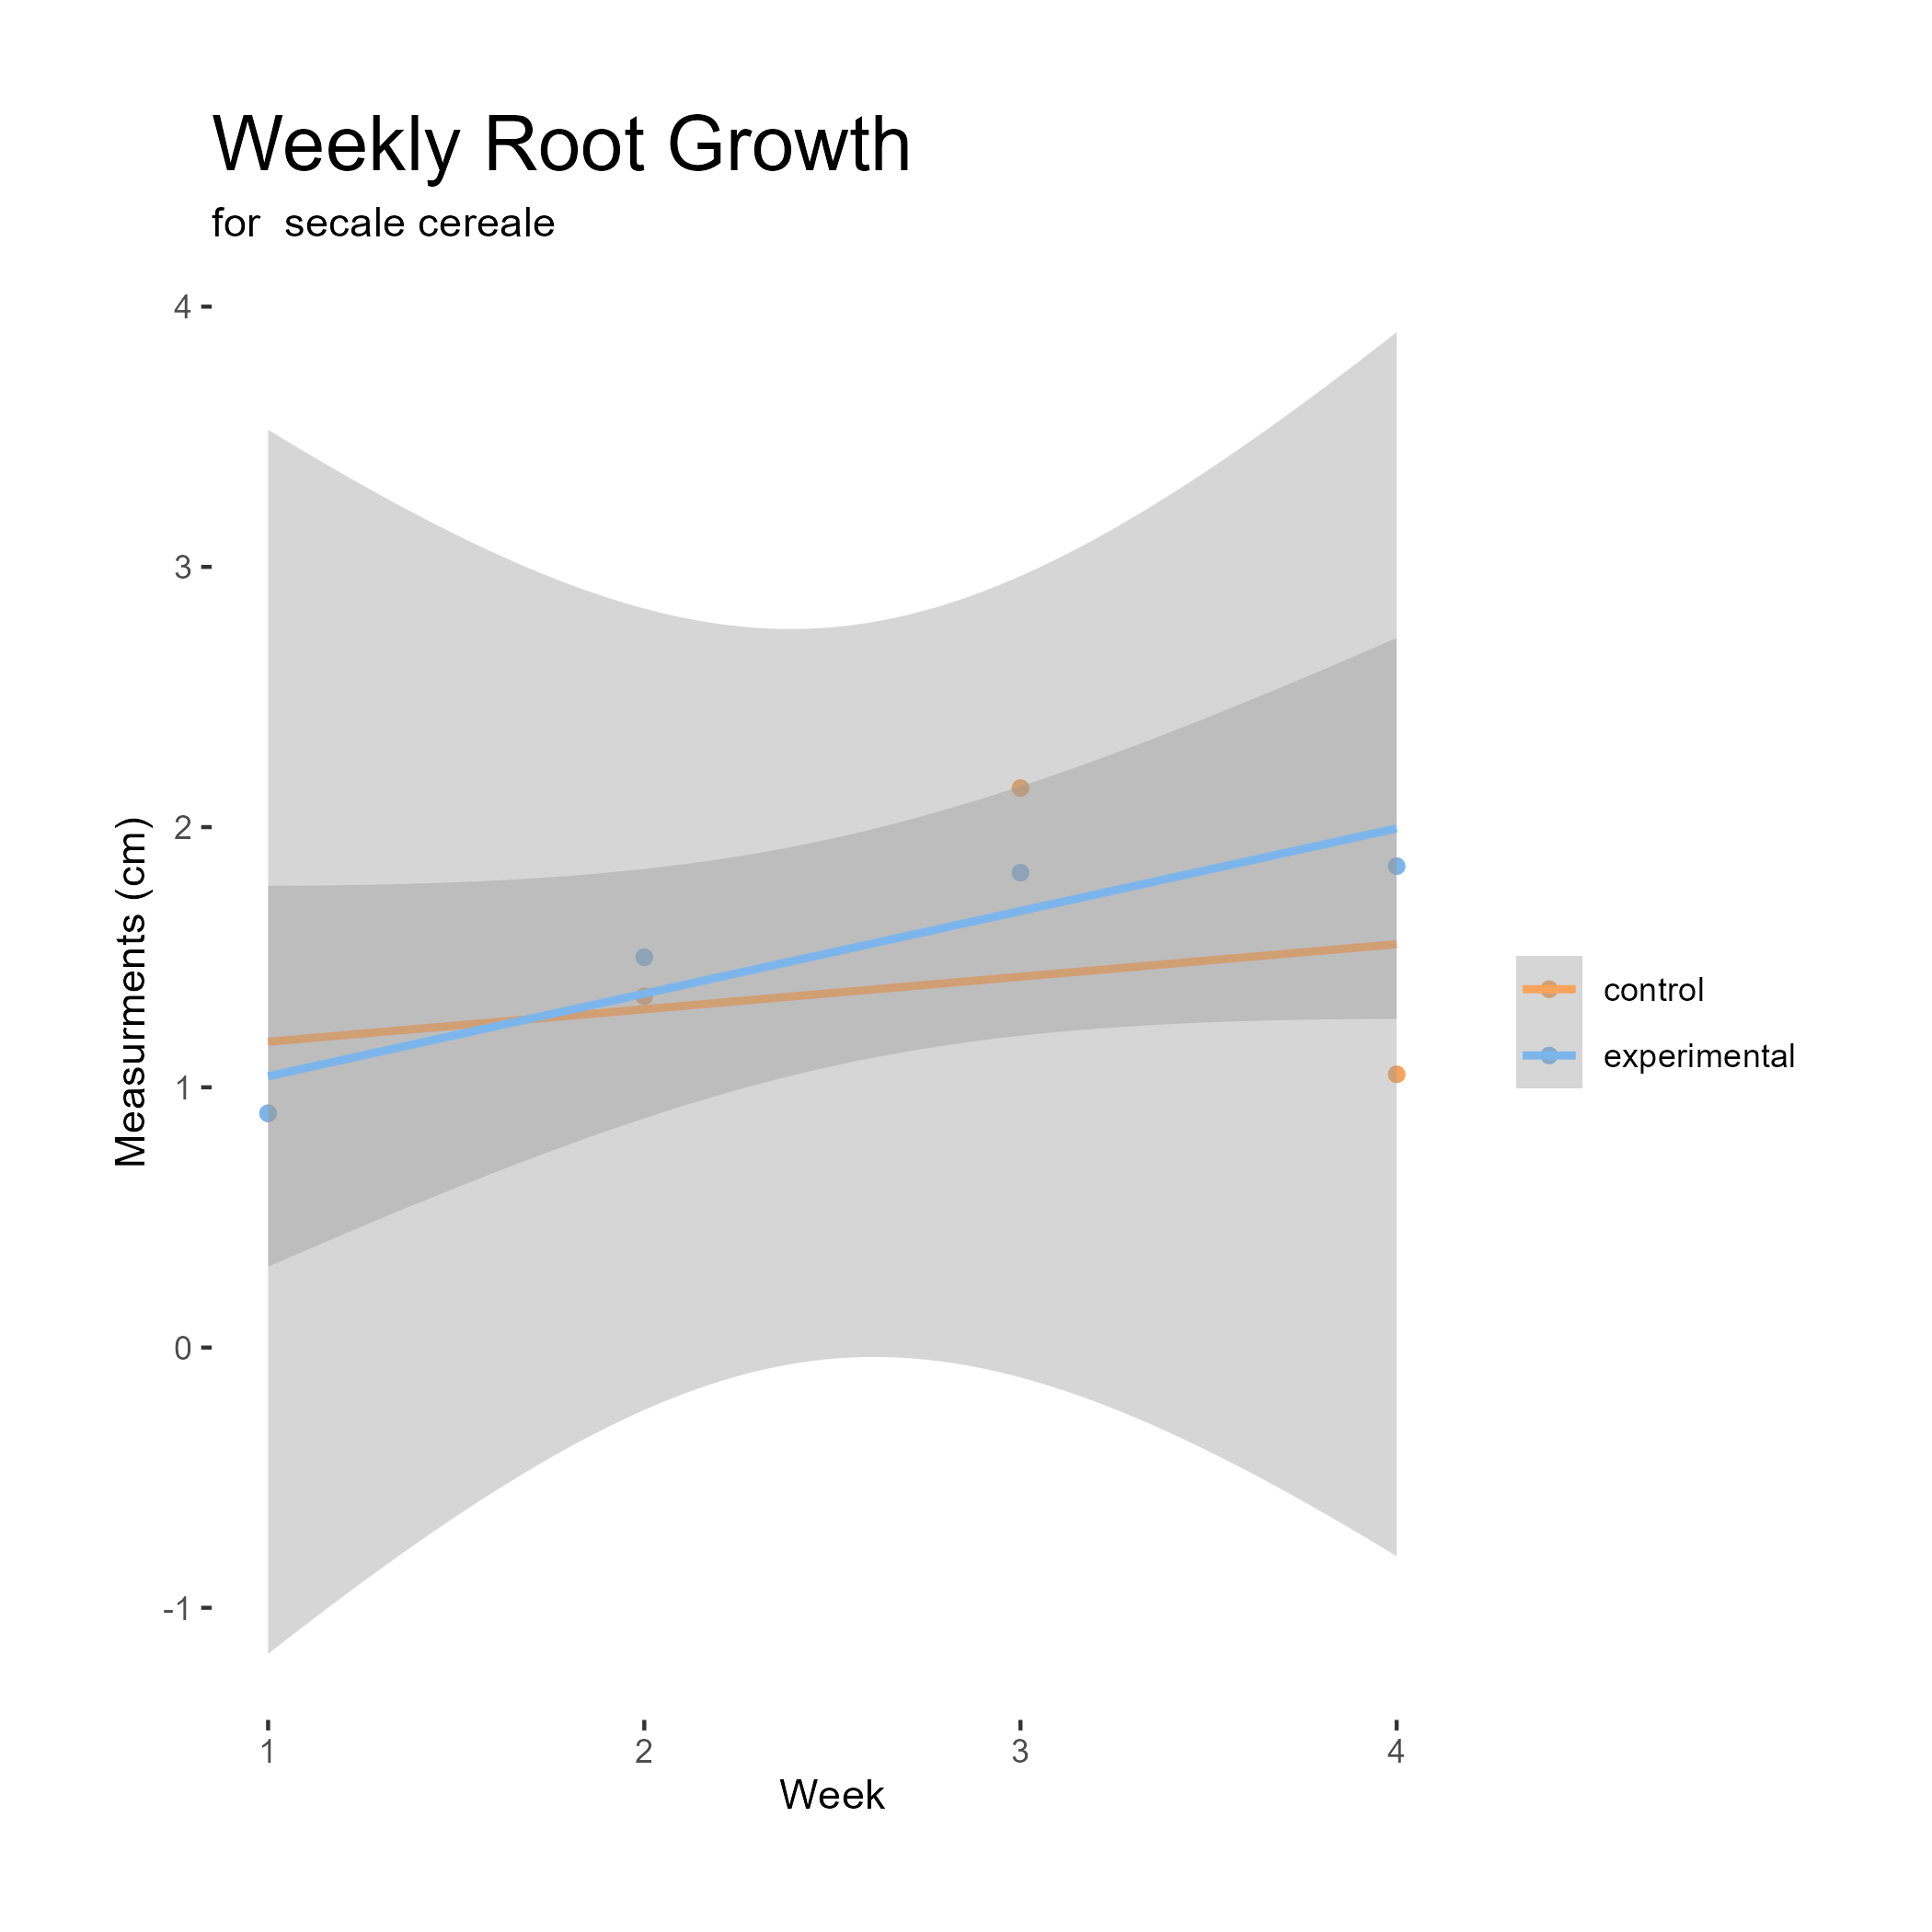 Weekly Root Growth
for  secale cereale
4
3
2
1
0
-1
Measurments (cm)
1
2
3
4
Week
control
experimental